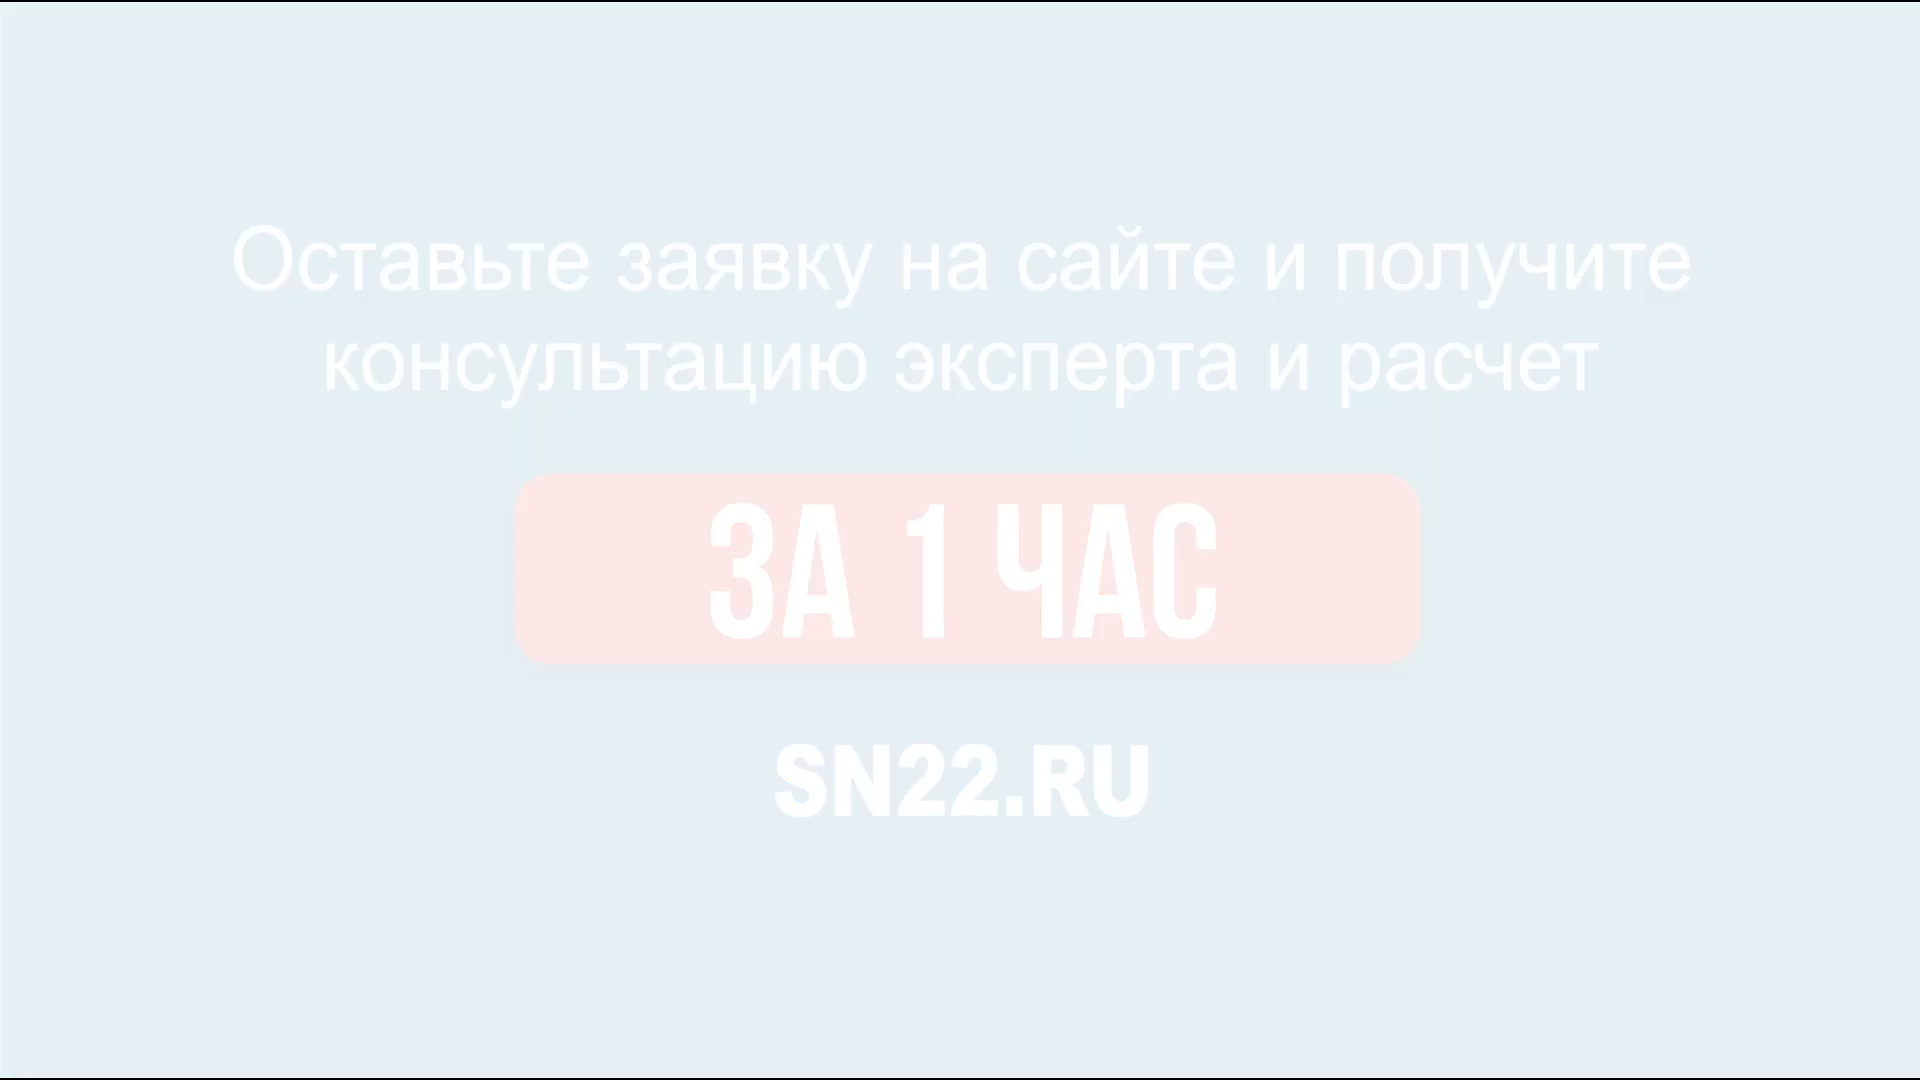 Оставьте заявку на сайте и получите
консультацию эксперта и расчет
ЗА 1 ЧАС
SN22.RU